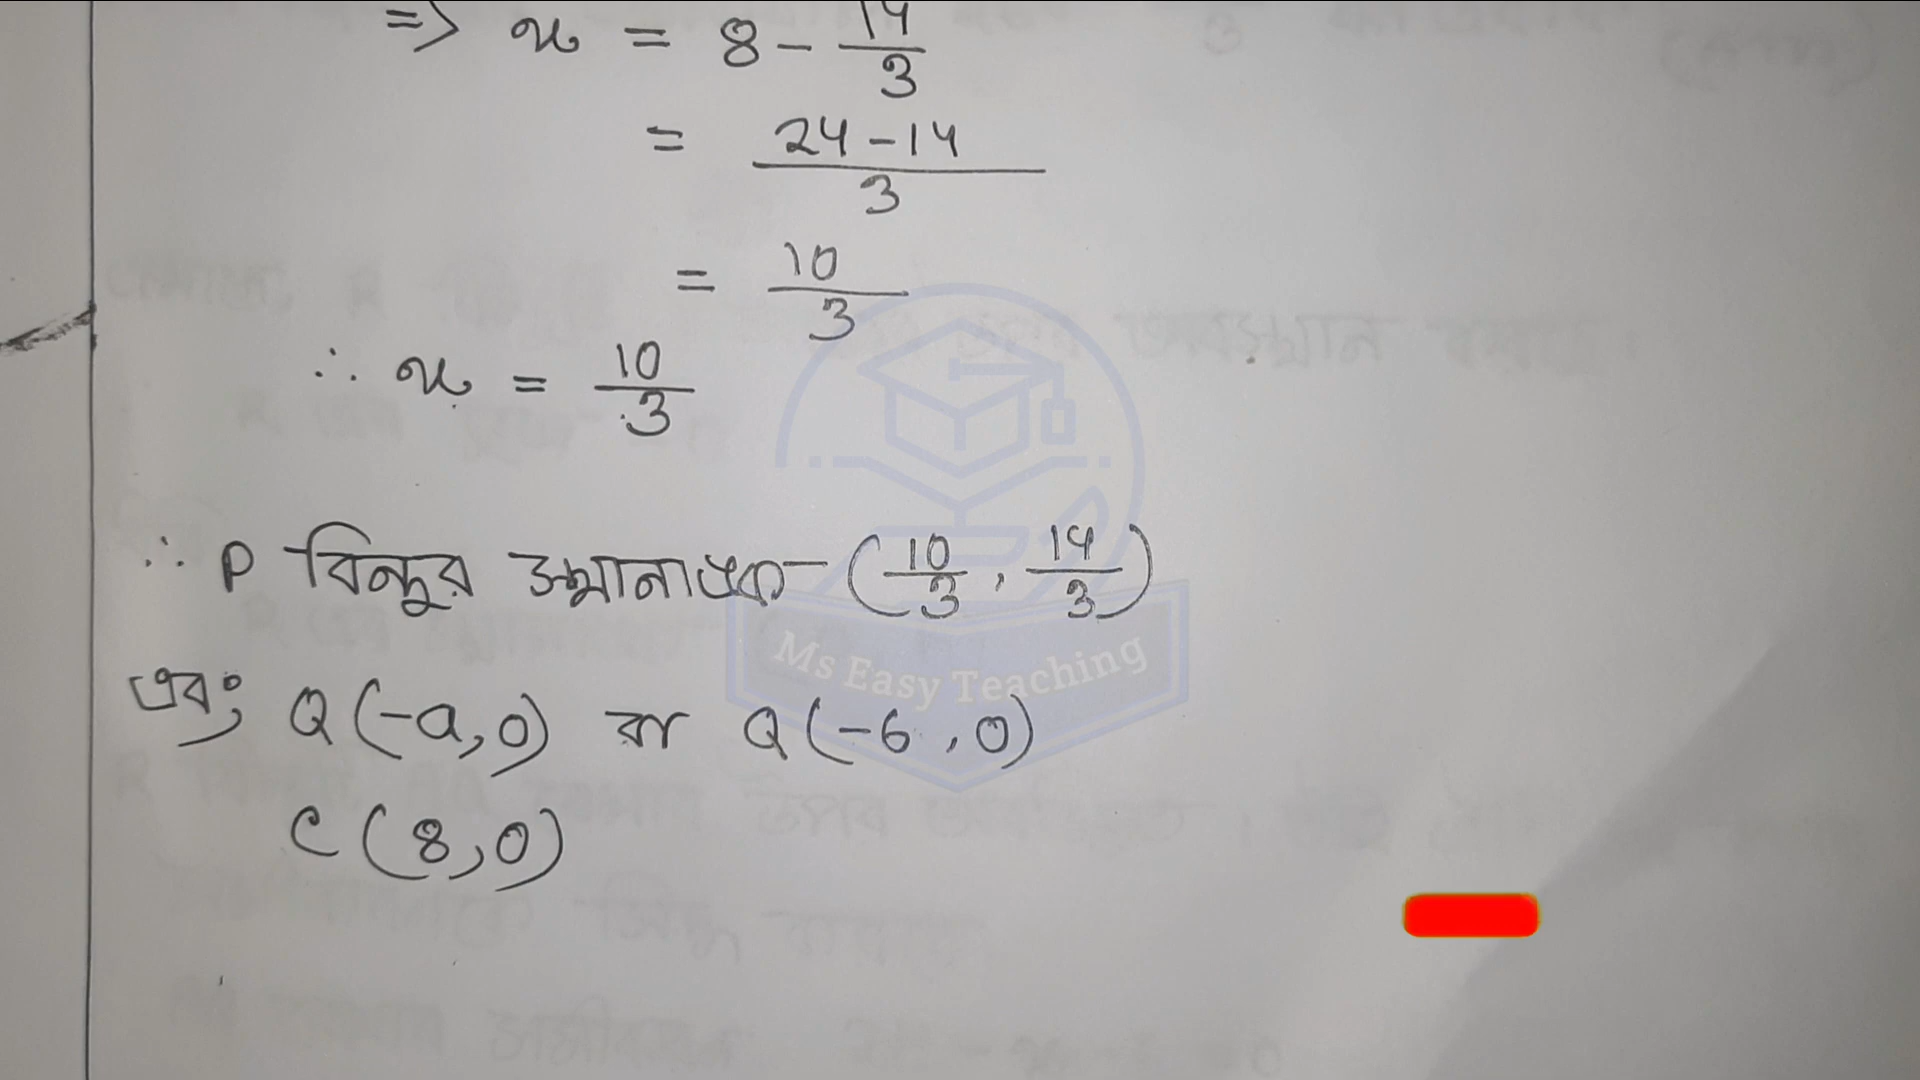 => x = 8 - 14/3
= 24 - 14 / 3
= 10/3
∴ x = 10/3
∴ P বিন্দুর স্থানাংক (10/3, 14/3)
এবং Q (-a, 0) বা Q (-6, 0)
C (8, 0)
Ms Easy Teaching